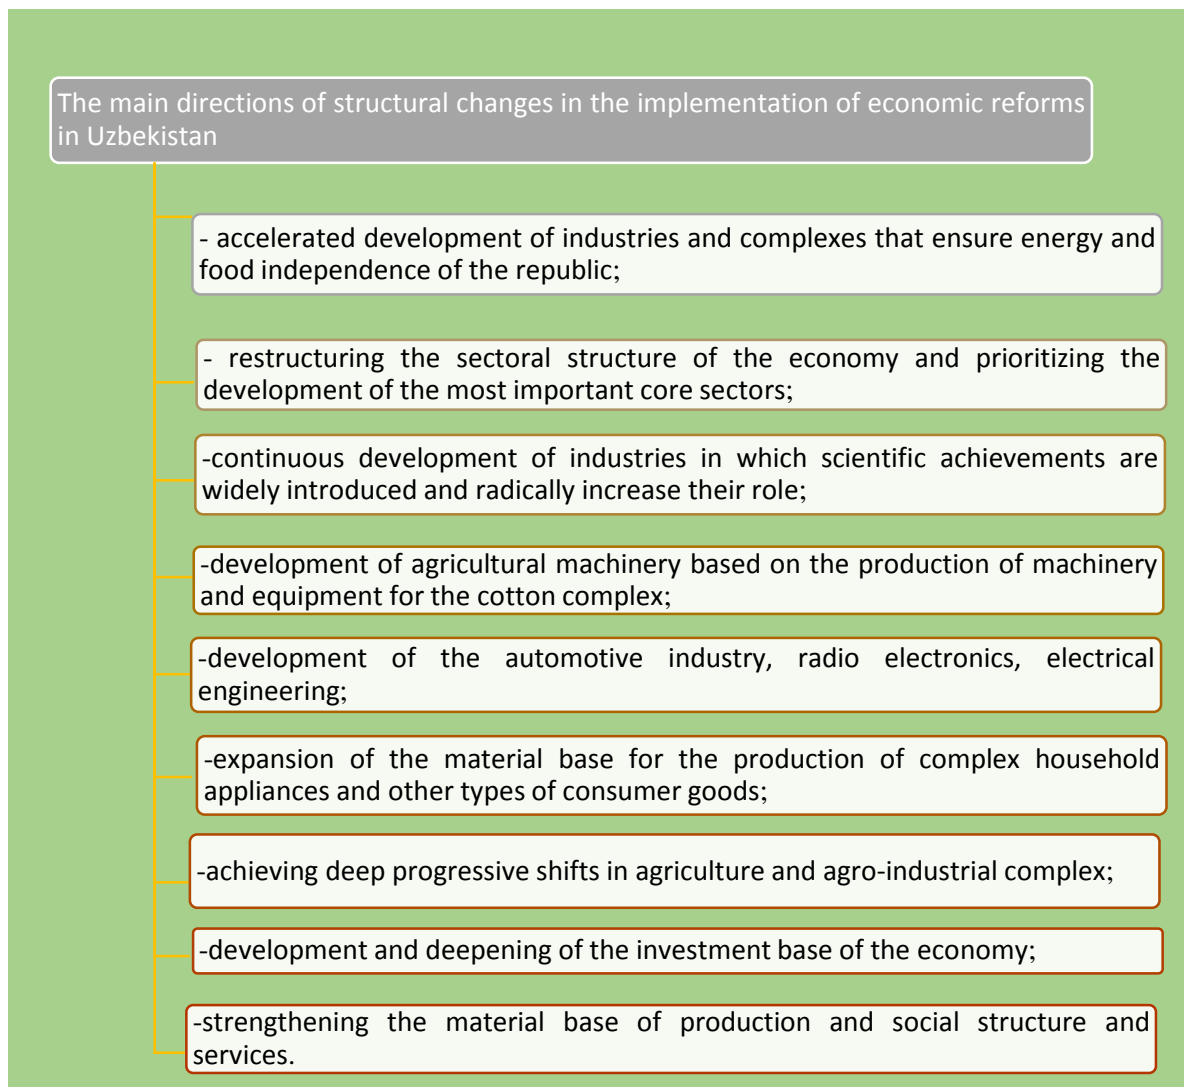 The main directions of structural changes in the implementation of economic reforms
in Uzbekistan
- accelerated development of industries and complexes that ensure energy and
food independence of the republic;
- restructuring the sectoral structure of the economy and prioritizing the
development of the most important core sectors;
-continuous development of industries in which scientific achievements are
widely introduced and radically increase their role;
-development of agricultural machinery based on the production of machinery
and equipment for the cotton complex;
-development of the automotive industry, radio electronics, electrical
engineering;
-expansion of the material base for the production of complex household
appliances and other types of consumer goods;
-achieving deep progressive shifts in agriculture and agro-industrial complex;
-development and deepening of the investment base of the economy;
-strengthening the material base of production and social structure and
services.